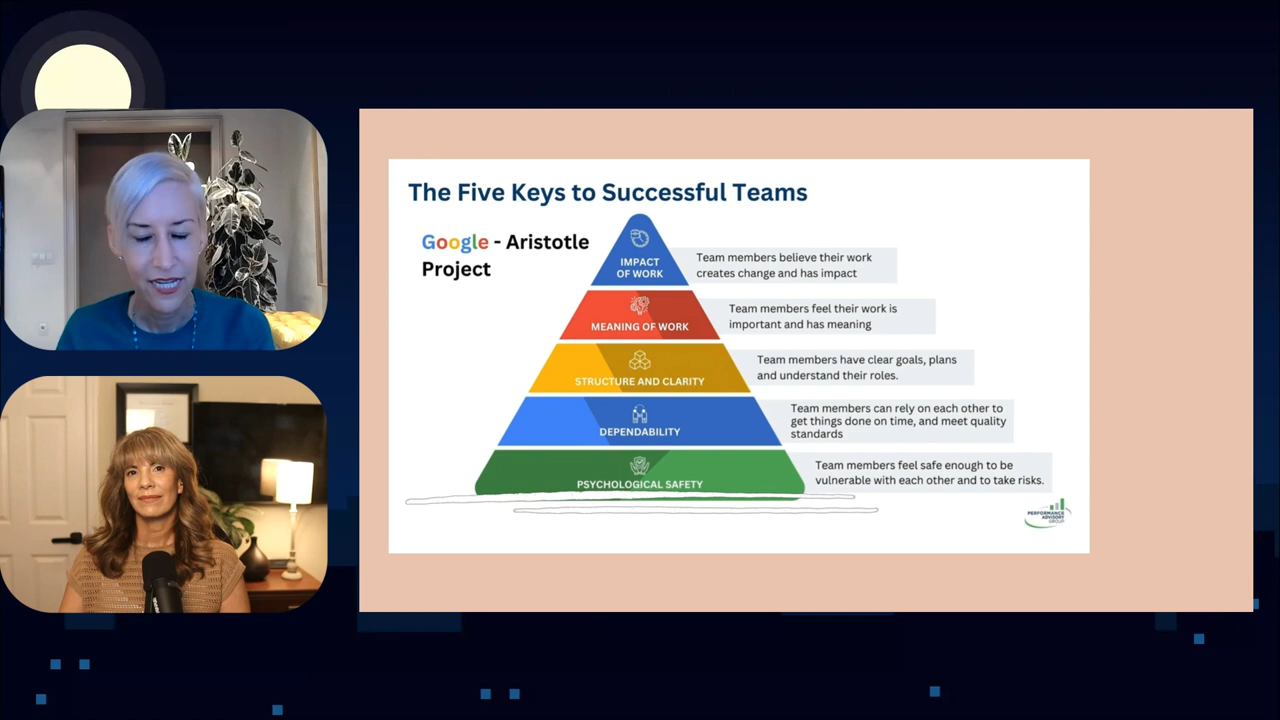 The Five Keys to Successful Teams
Google - Aristotle
Project
IMPACT
OF WORK
Team members believe their work
creates change and has impact
MEANING OF WORK
Team members feel their work is
important and has meaning
STRUCTURE AND CLARITY
Team members have clear goals, plans
and understand their roles.
DEPENDABILITY
Team members can rely on each other to
get things done on time, and meet quality
standards
PSYCHOLOGICAL SAFETY
Team members feel safe enough to be
vulnerable with each other and to take risks.
PERFORMANCE
ADVISORY
GROUP